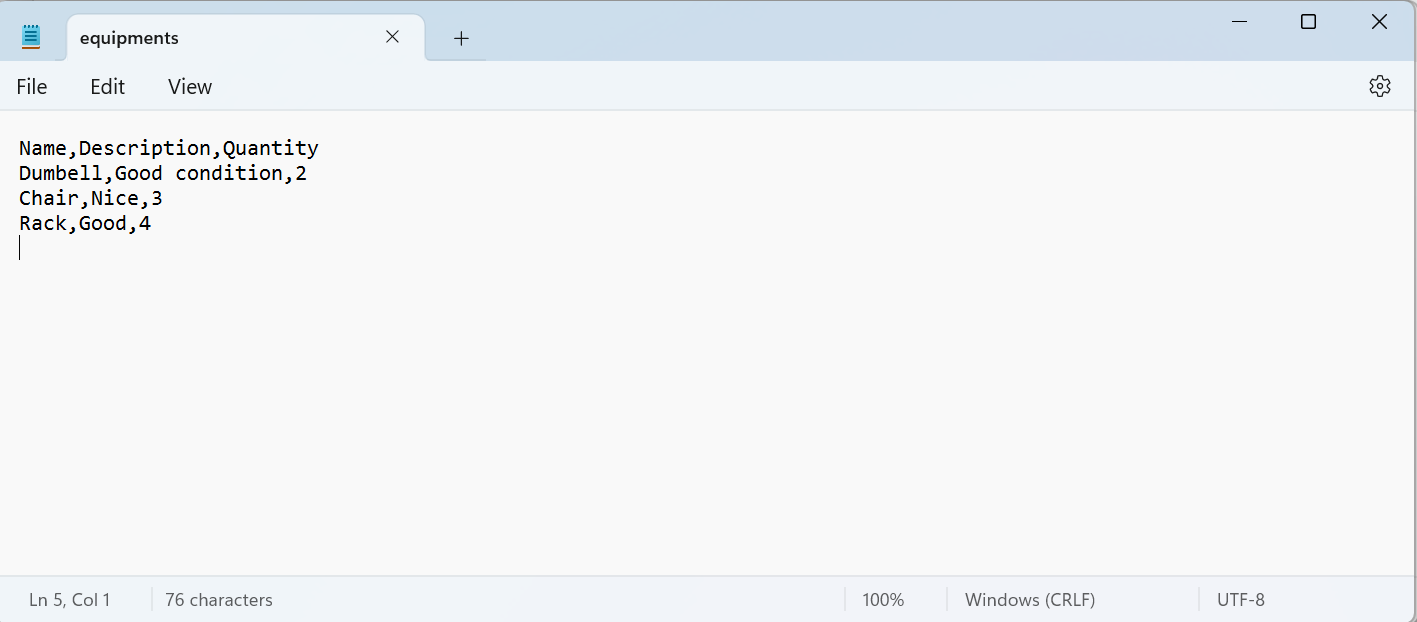 equipments
File Edit View
Name,Description,Quantity
Dumbell,Good condition,2
Chair,Nice,3
Rack,Good,4
Ln 5, Col 1 76 characters 100% Windows (CRLF) UTF-8